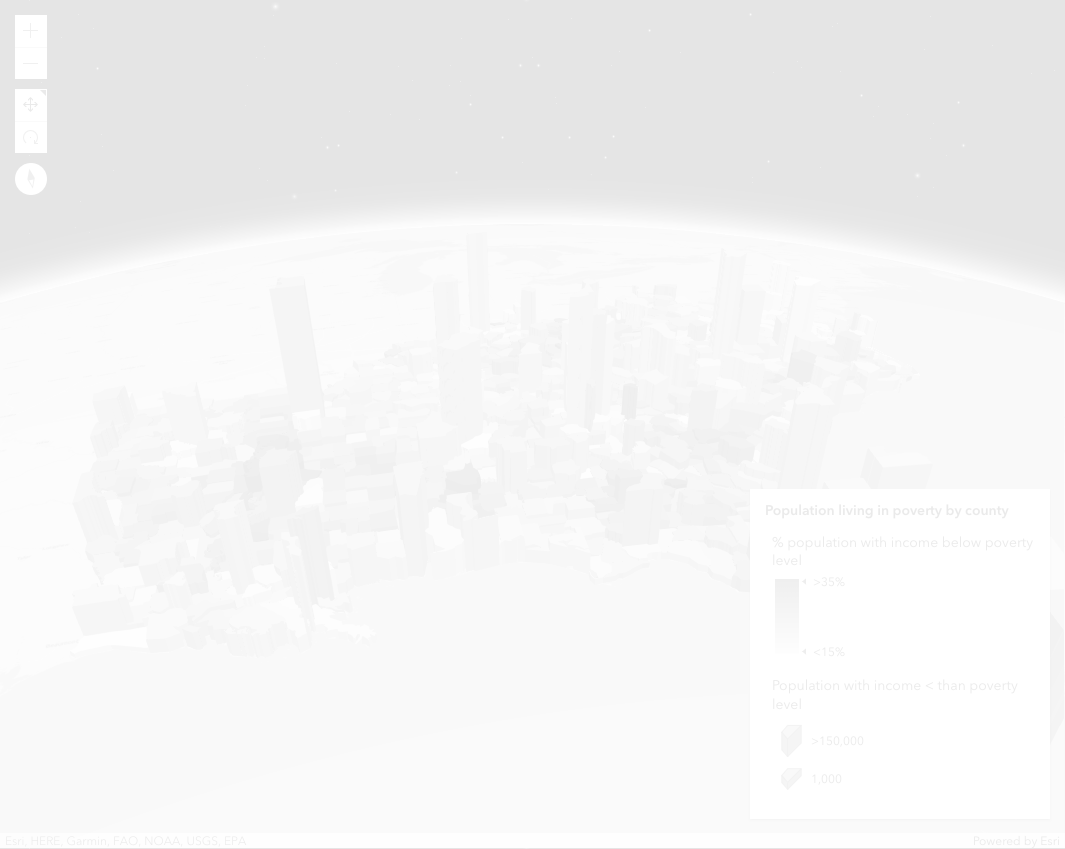 Population living in poverty by county
% population with income below poverty
level
>35%
<15%
Population with income < than poverty
level
>150,000
1,000
Esri, HERE, Garmin, FAO, NOAA, USGS, EPA
Powered by Esri